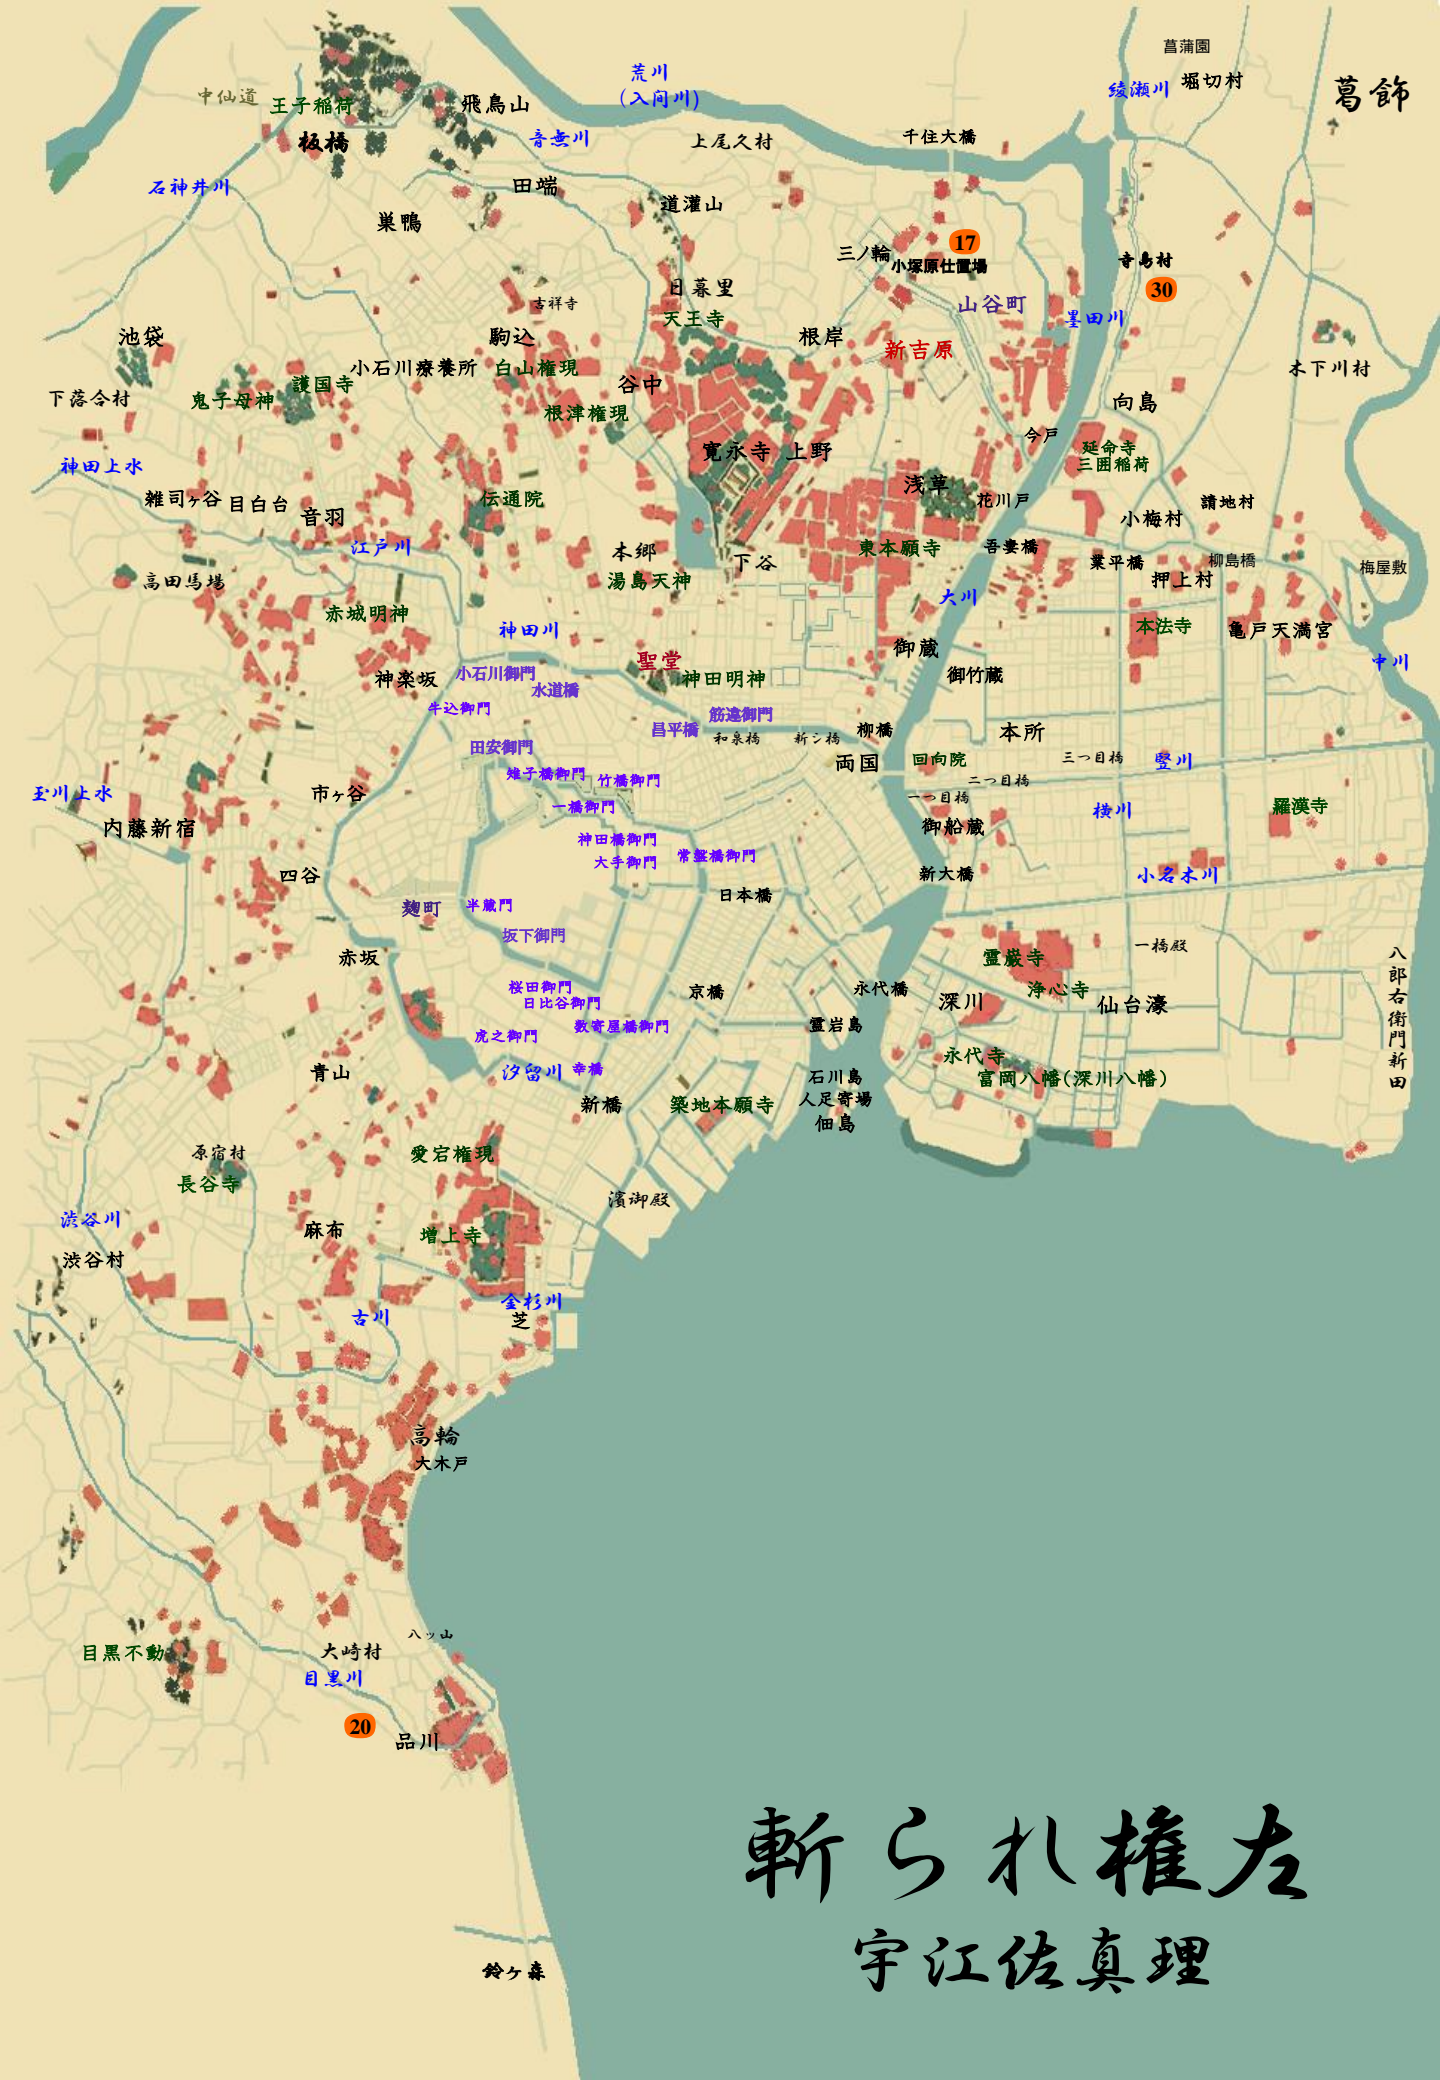 菖蒲園
荒川
(入间川)
綾瀬川
堀切村
葛飾
中仙道
王子稲荷
飛鳥山
板橋
音無川
上尾久村
千住大橋
石神井川
田端
道灌山
巣鴨
17
三ノ輪
小塚原仕置場
寺島村
30
日暮里
吉祥寺
山谷町
天王寺
墨田川
池袋
駒込
根岸
新吉原
小石川療養所
白山権現
木下川村
護国寺
谷中
下落合村
鬼子母神
根津権現
向島
今戸
寛永寺
上野
延命寺
三囲稲荷
神田上水
浅草
雑司ヶ谷
目白台
伝通院
花川戸
請地村
音羽
小梅村
江戸川
本郷
東本願寺
吾妻橋
下谷
業平橋
柳島橋
梅屋敷
高田馬場
湯島天神
押上村
大川
赤城明神
神田川
本法寺
亀戸天満宮
御蔵
聖堂
中川
神楽坂
小石川御門
神田明神
御竹蔵
水道橋
牛込御門
筋違御門
昌平橋
和泉橋
新シ橋
柳橋
本所
田安御門
両国
回向院
三つ目橋
竪川
雉子橋御門
竹橋御門
二つ目橋
玉川上水
市ヶ谷
一つ目橋
一橋御門
横川
羅漢寺
内藤新宿
御船蔵
神田橋御門
常盤橋御門
大手御門
四谷
新大橋
小名木川
日本橋
麹町
半蔵門
坂下御門
一橋殿
赤坂
霊巌寺
八郎右衛門新田
桜田御門
京橋
永代橋
浄心寺
日比谷御門
深川
仙台濠
数寄屋橋御門
霊岩島
虎之御門
永代寺
青山
汐留川
幸橋
石川島
富岡八幡(深川八幡)
人足寄場
新橋
築地本願寺
佃島
原宿村
愛宕権現
長谷寺
濱御殿
渋谷川
麻布
増上寺
渋谷村
金杉川
古川
芝
高輪
大木戸
八ッ山
目黒不動
大崎村
目黒川
20
品川
斬られ権左
宇江佐真理
鈴ヶ森